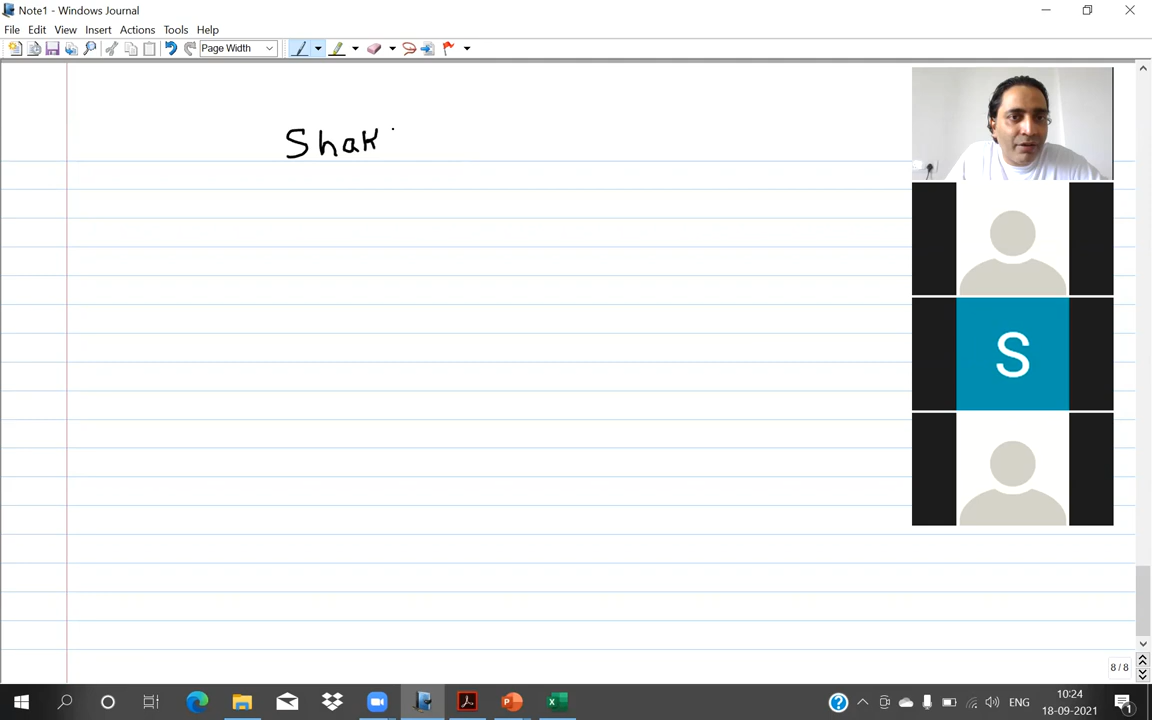 Note1 - Windows Journal
File Edit View Insert Actions Tools Help
Page Width
Shak
S
8 / 8
ENG
10:24
18-09-2021
1